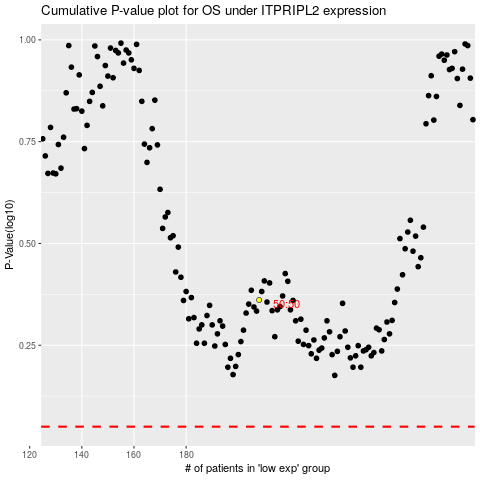 Cumulative P-value plot for OS under ITPRIPL2 expression
P-Value(log10)
1.00
0.75
0.50
0.25
50:50
120 140 160 180
# of patients in 'low exp' group